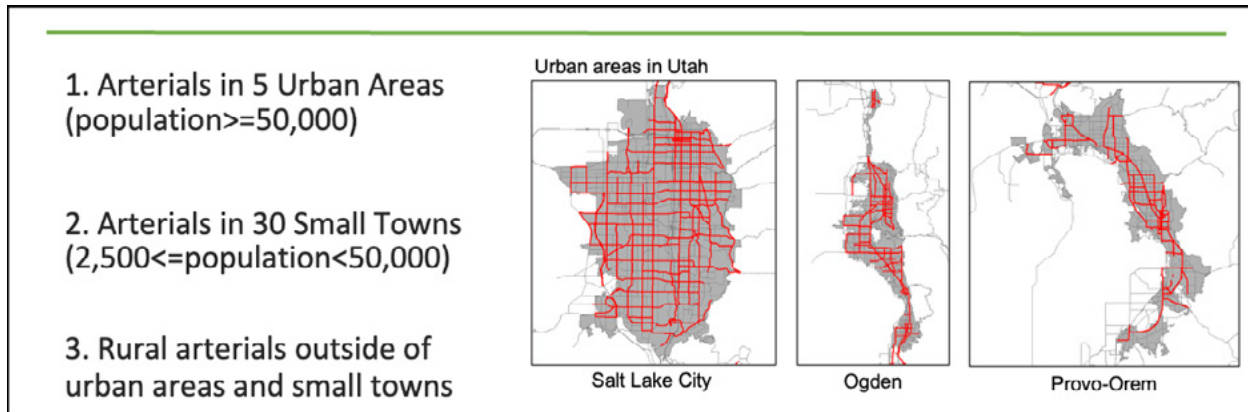 1. Arterials in 5 Urban Areas
(population>=50,000)
2. Arterials in 30 Small Towns
(2,500<=population<50,000)
3. Rural arterials outside of
urban areas and small towns
Urban areas in Utah
Salt Lake City
Ogden
Provo-Orem